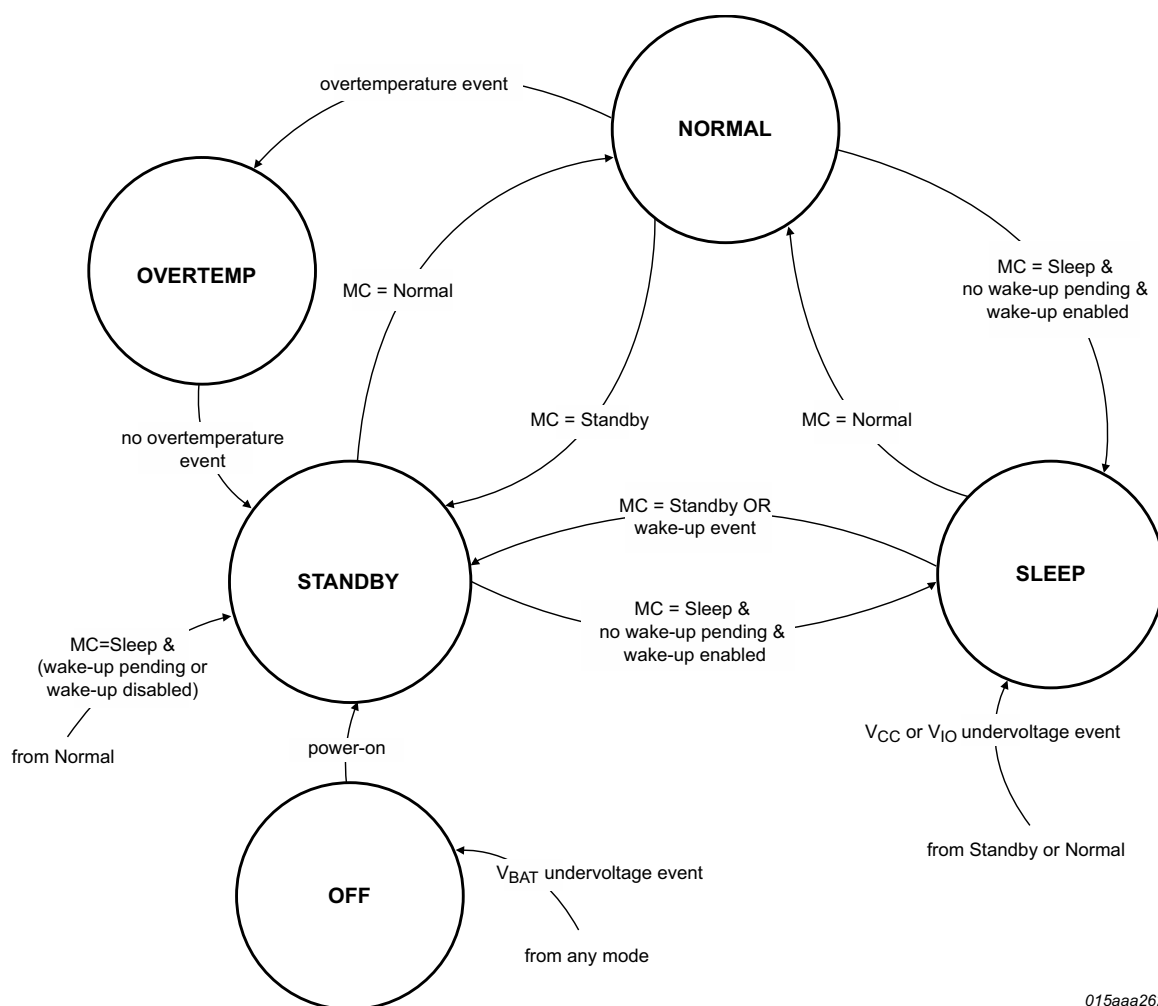 overtemperature event
NORMAL
OVERTEMP
MC = Normal
MC = Sleep &
no wake-up pending &
wake-up enabled
MC = Standby
MC = Normal
no overtemperature
event
MC = Standby OR
wake-up event
STANDBY
SLEEP
MC = Sleep &
no wake-up pending &
wake-up enabled
MC=Sleep &
(wake-up pending or
wake-up disabled)
from Normal
power-on
VCC or VIO undervoltage event
from Standby or Normal
OFF
VBAT undervoltage event
from any mode
015aaa26